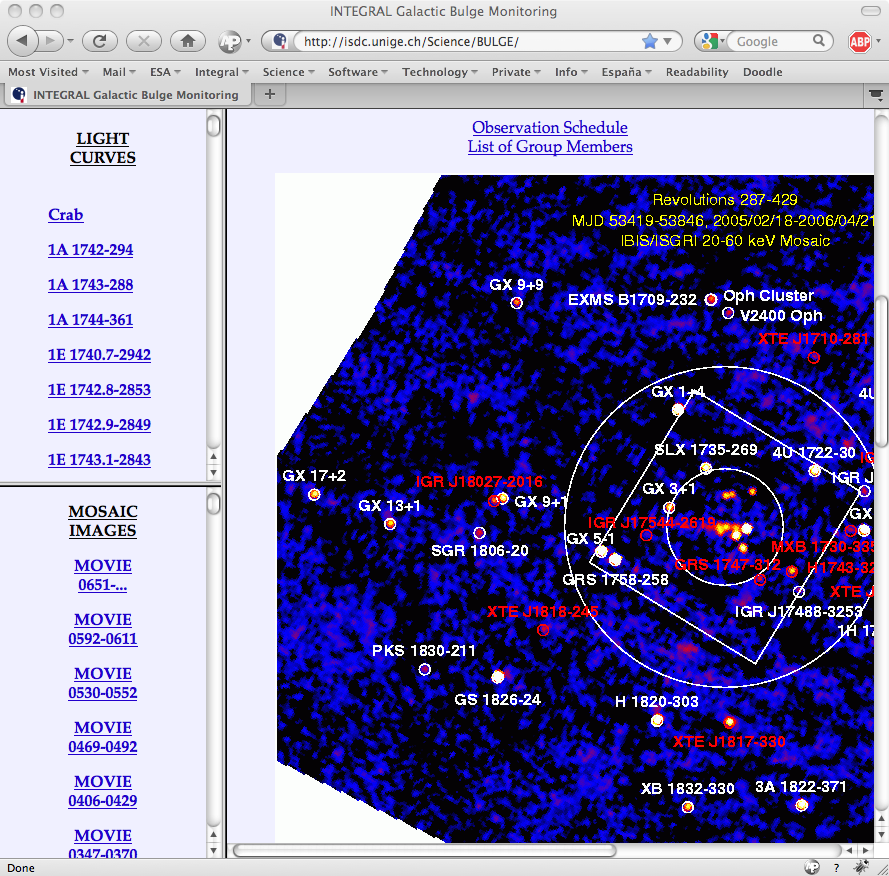 INTEGRAL Galactic Bulge Monitoring
http://isdc.unige.ch/Science/BULGE/
Google
ABP
Most Visited Mail ESA Integral Science Software Technology Private Info España Readability Doodle
INTEGRAL Galactic Bulge Monitoring
LIGHT
CURVES
Crab
1A 1742-294
1A 1743-288
1A 1744-361
1E 1740.7-2942
1E 1742.8-2853
1E 1742.9-2849
1E 1743.1-2843
MOSAIC
IMAGES
MOVIE
0651-...
MOVIE
0592-0611
MOVIE
0530-0552
MOVIE
0469-0492
MOVIE
0406-0429
MOVIE
0347-0370
Observation Schedule
List of Group Members
Revolutions 287-429
MJD 53419-53846, 2005/02/18-2006/04/21
IBIS/ISGRI 20-60 keV Mosaic
GX 9+9
EXMS B1709-232
Oph Cluster
V2400 Oph
XTE J1710-281
GX 1+4
4U
SLX 1735-269
4U 1722-30
GX 17+2
IGR J18027-2016
GX 3+1
IGR J
GX 13+1
GX 9+1
GX
IGR J17544-2619
GX 5-1
SGR 1806-20
MXB 1730-335
GRS 1747-312
H1743-32
GRS 1758-258
XTE J
XTE J1818-245
IGR J17488-3253
1H 17
PKS 1830-211
GS 1826-24
H 1820-303
XTE J1817-330
XB 1832-330
3A 1822-371
Done